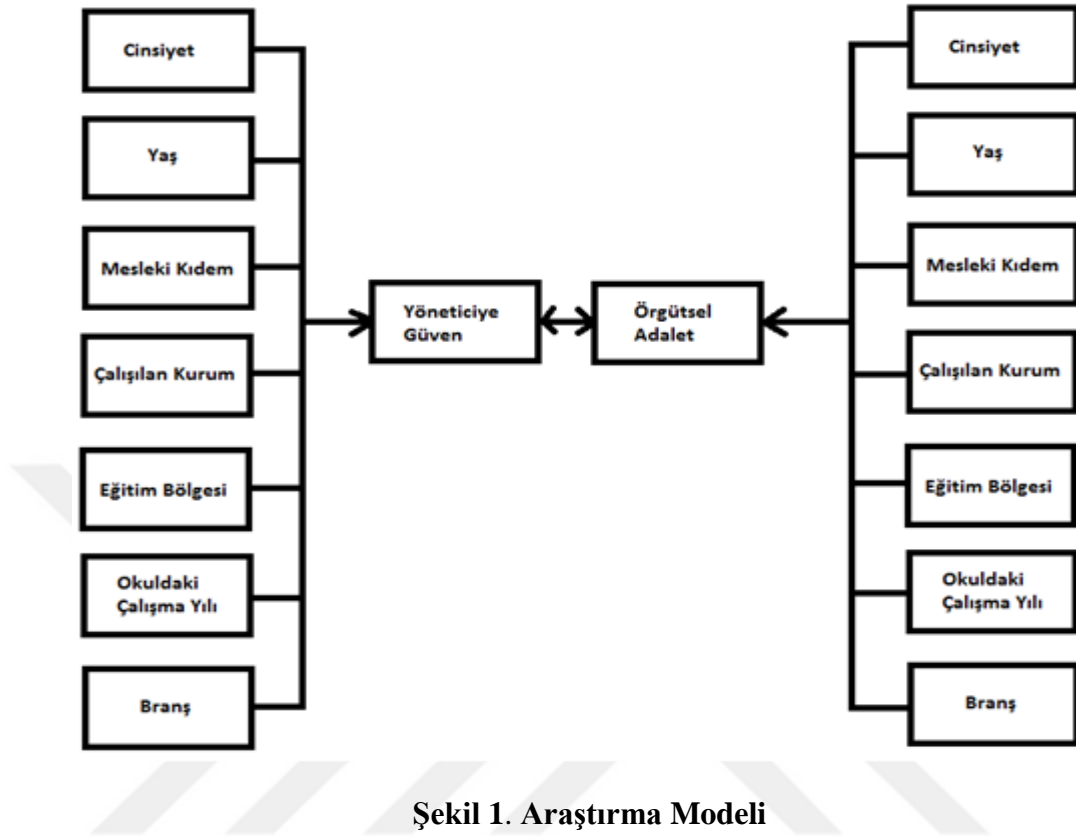 Cinsiyet
Yaş
Mesleki Kıdem
Çalışılan Kurum
Eğitim Bölgesi
Okuldaki
Çalışma Yılı
Branş
Yöneticiye
Güven
Örgütsel
Adalet
Cinsiyet
Yaş
Mesleki Kıdem
Çalışılan Kurum
Eğitim Bölgesi
Okuldaki
Çalışma Yılı
Branş
Şekil 1. Araştırma Modeli